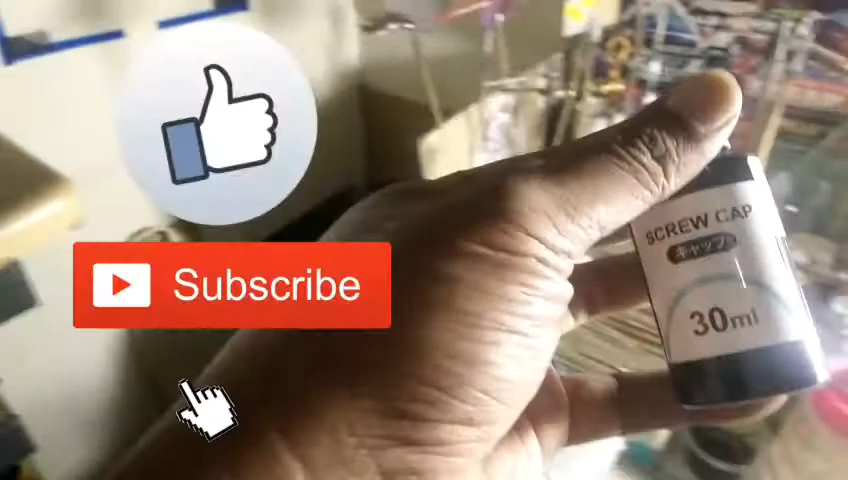 Subscribe
SCREW CAP
キャップ
30ml